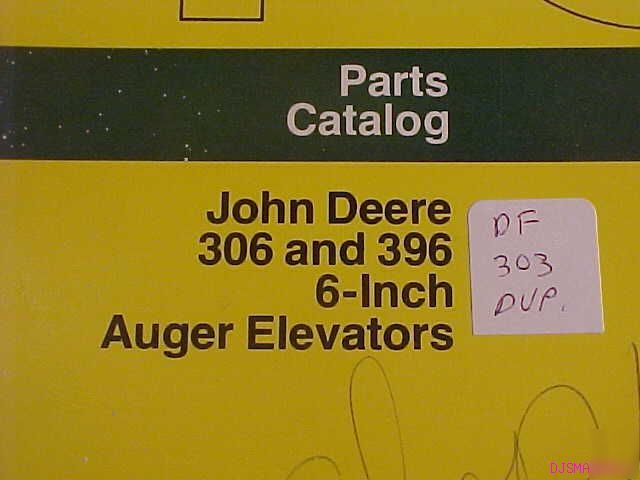 Parts
Catalog
John Deere
306 and 396
6-Inch
Auger Elevators
DF
303
DUP.